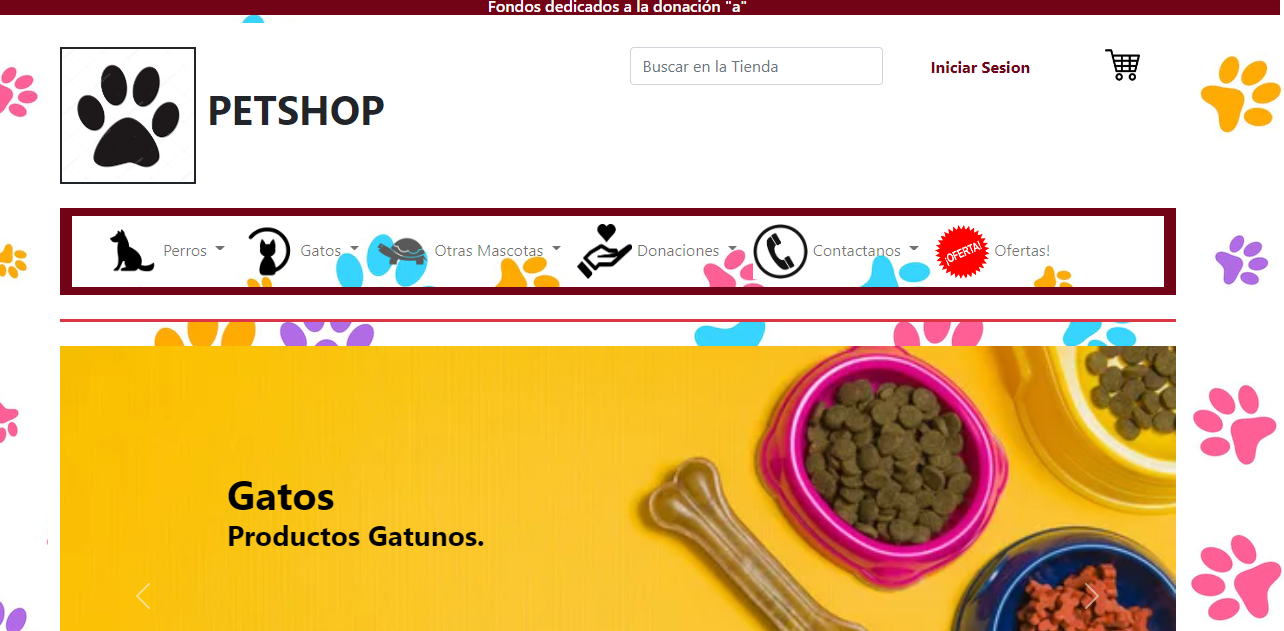 Fondos dedicados a la donación "a"
Buscar en la Tienda
Iniciar Sesion
PETSHOP
Perros
Gatos
Otras Mascotas
Donaciones
Contactanos
¡OFERTA!
Ofertas!
Gatos
Productos Gatunos.